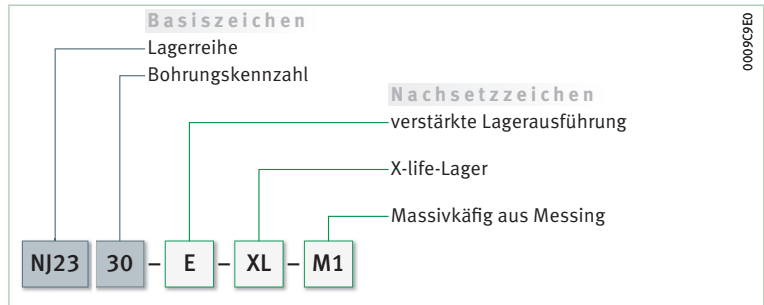 Basiszeichen
Lagerreihe
Bohrungskennzahl
Nachsetzzeichen
verstärkte Lagerausführung
X-life-Lager
Massivkäfig aus Messing
NJ23 30 – E – XL – M1
0009C9E0